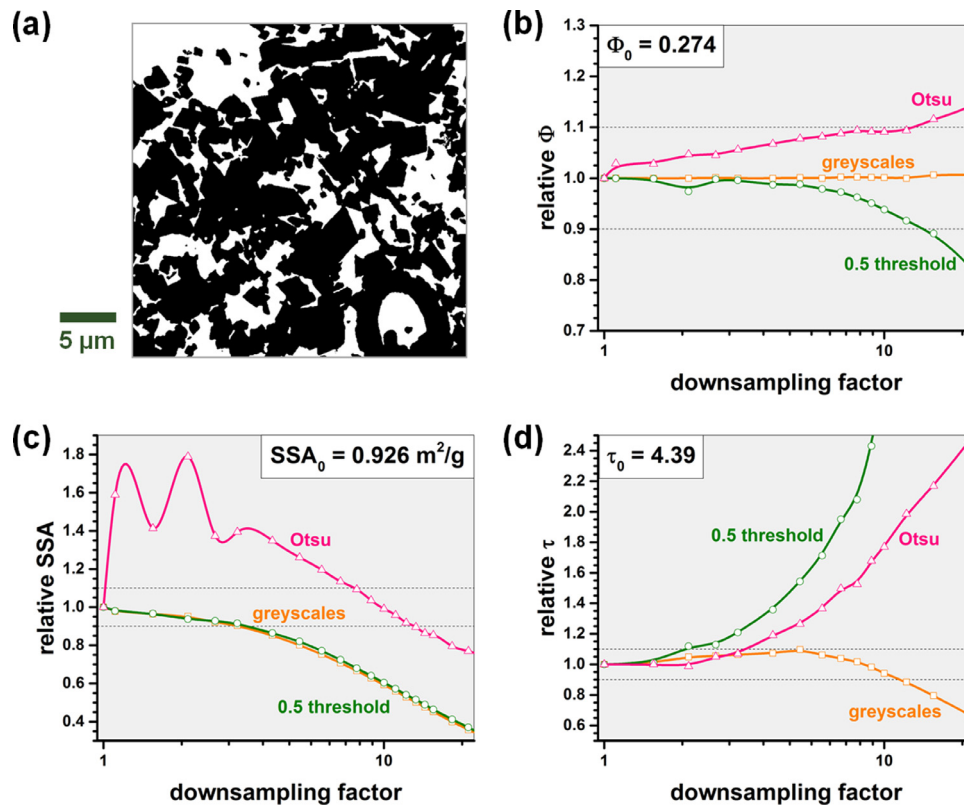 (a)
5 μm
(b)
Φ0 = 0.274
1.3
1.2
1.1
1.0
0.9
0.8
0.7
relative Φ
Otsu
greyscales
0.5 threshold
1
10
downsampling factor
(c)
SSA0 = 0.926 m²/g
1.8
1.6
1.4
1.2
1.0
0.8
0.6
0.4
relative SSA
Otsu
greyscales
0.5 threshold
1
10
downsampling factor
(d)
τ0 = 4.39
2.4
2.2
2.0
1.8
1.6
1.4
1.2
1.0
0.8
0.6
relative τ
0.5 threshold
Otsu
greyscales
1
10
downsampling factor